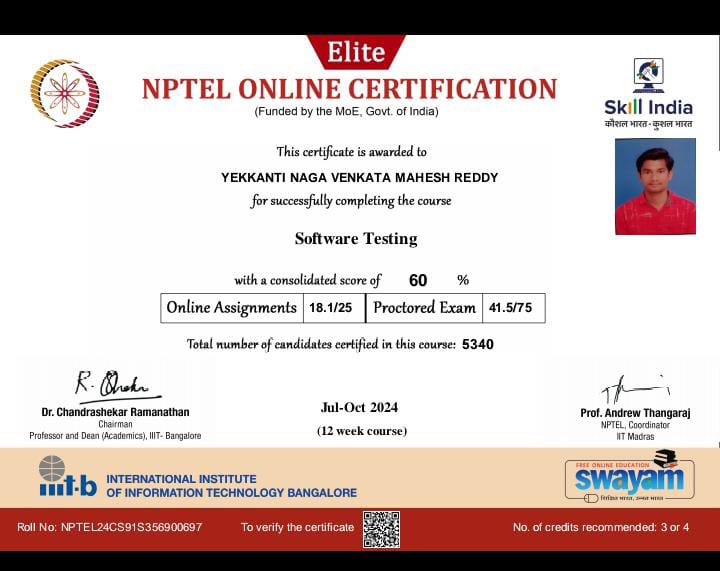 Elite
NPTEL ONLINE CERTIFICATION
(Funded by the MoE, Govt. of India)
Skill India
कौशल भारत - कुशल भारत
This certificate is awarded to
YEKKANTI NAGA VENKATA MAHESH REDDY
for successfully completing the course
Software Testing
with a consolidated score of 60 %
Online Assignments 18.1/25 Proctored Exam 41.5/75
Total number of candidates certified in this course: 5340
Dr. Chandrashekar Ramanathan
Chairman
Professor and Dean (Academics), IIIT- Bangalore
Jul-Oct 2024
(12 week course)
Prof. Andrew Thangaraj
NPTEL, Coordinator
IIT Madras
iiit-b
INTERNATIONAL INSTITUTE
OF INFORMATION TECHNOLOGY BANGALORE
FREE ONLINE EDUCATION
swayam
शिक्षित भारत, उन्नत भारत
Roll No: NPTEL24CS91S356900697 To verify the certificate No. of credits recommended: 3 or 4